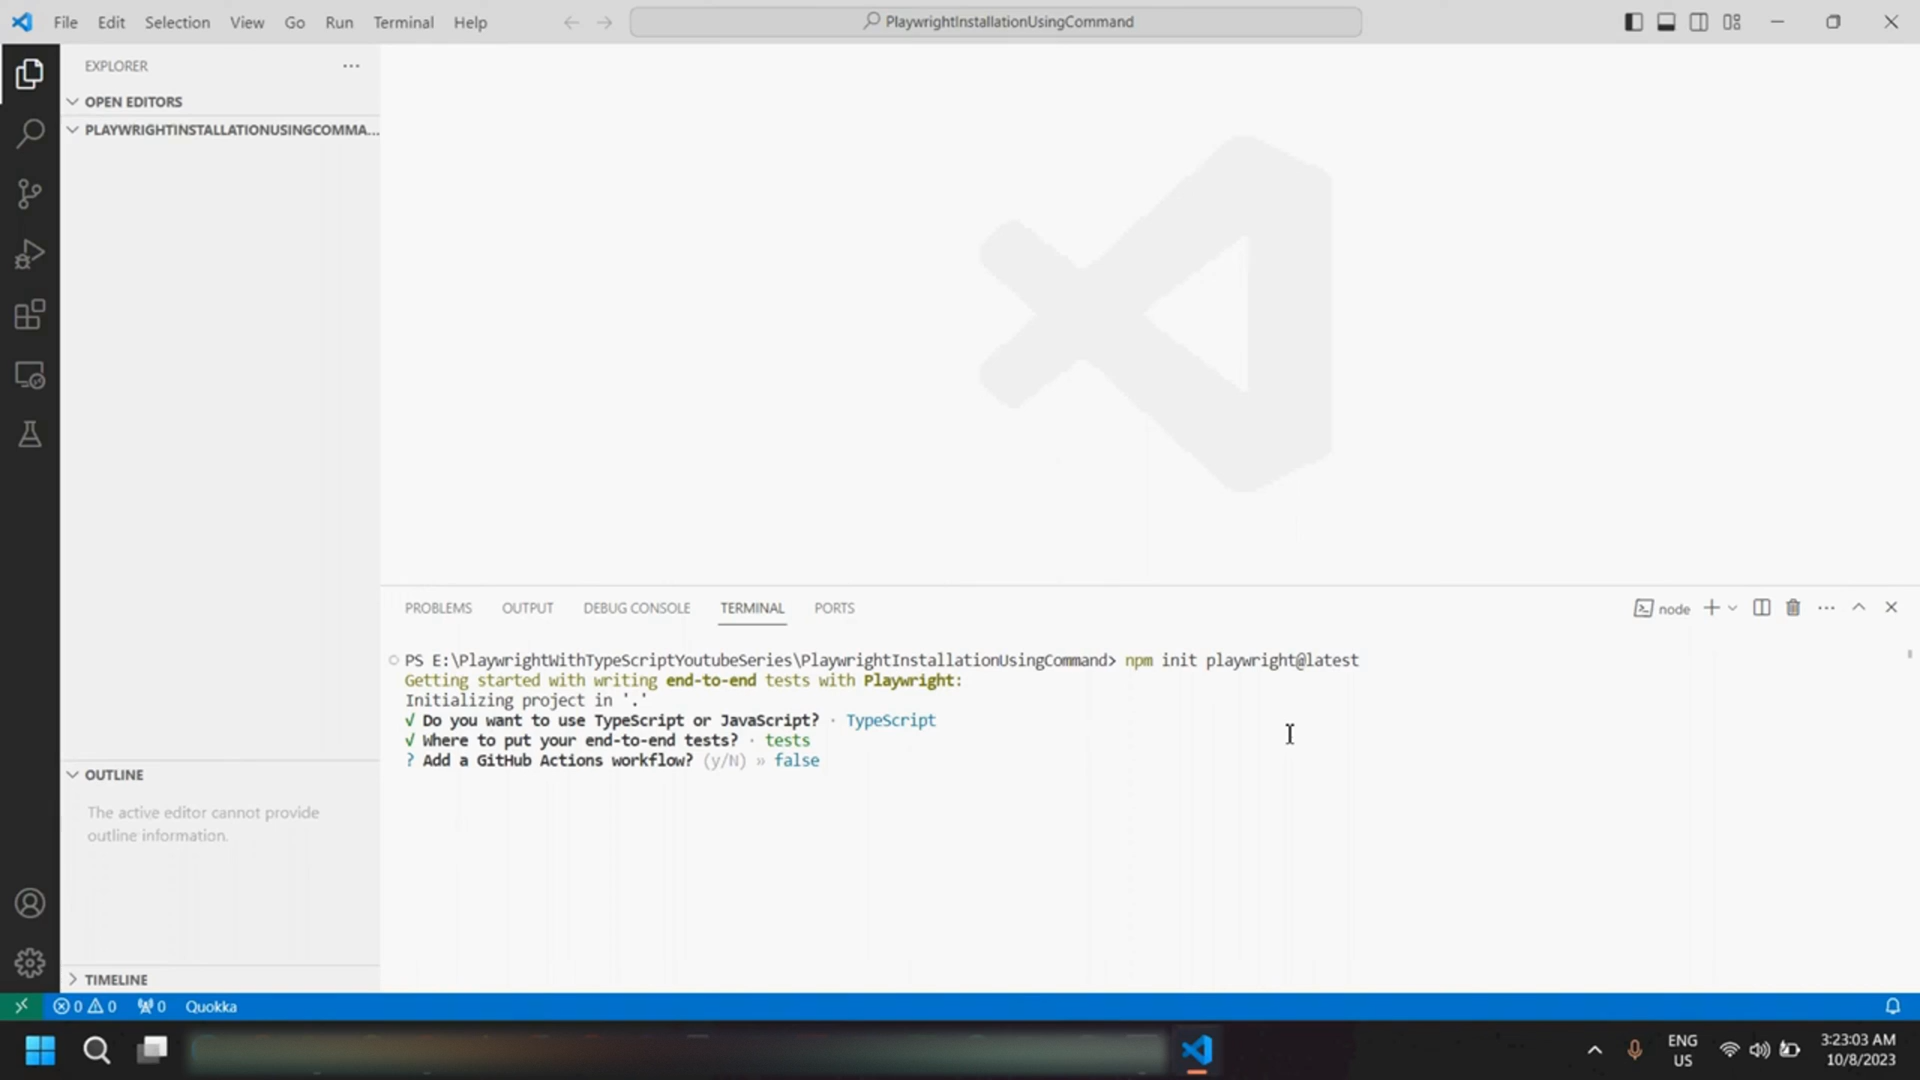 File Edit Selection View Go Run Terminal Help
PlaywrightInstallationUsingCommand
EXPLORER
OPEN EDITORS
PLAYWRIGHTINSTALLATIONUSINGCOMMA...
PROBLEMS OUTPUT DEBUG CONSOLE TERMINAL PORTS
node
PS E:\PlaywrightWithTypeScriptYoutubeSeries\PlaywrightInstallationUsingCommand> npm init playwright@latest
Getting started with writing end-to-end tests with Playwright:
Initializing project in '.'
√ Do you want to use TypeScript or JavaScript? · TypeScript
√ Where to put your end-to-end tests? · tests
? Add a GitHub Actions workflow? (y/N) » false
OUTLINE
The active editor cannot provide
outline information.
TIMELINE
0 0 0 Quokka
ENG
US
3:23:03 AM
10/8/2023